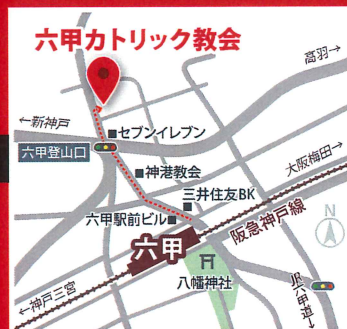 六甲カトリック教会
高羽→
←新神戸
■セブンイレブン
六甲登山口
大阪梅田→
■神港教会
三井住友BK
■
六甲駅前ビル■
阪急神戸線
N
六甲
八幡神社
←神戸三宮
JR六甲道→